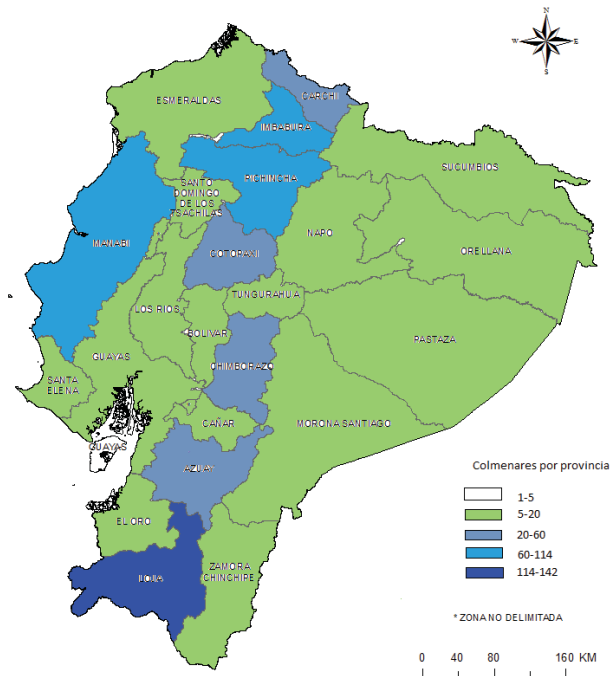 N
W
E
S
ESMERALDAS
CARCHI
IMBABURA
SUCUMBIOS
PICHINCHA
SANTO
DOMINGO
DE LOS
TSACHILAS
NAPO
MANABI
ORELLANA
COTOPAXI
TUNGURAHUA
LOS RIOS
BOLIVAR
PASTAZA
GUAYAS
CHIMBORAZO
SANTA
ELENA
CAÑAR
MORONA SANTIAGO
GUAYAS
AZUAY
Colmenares por provincia
1-5
5-20
20-60
60-114
114-142
EL ORO
LOJA
ZAMORA
CHINCHIPE
* ZONA NO DELIMITADA
0 40 80 160 KM